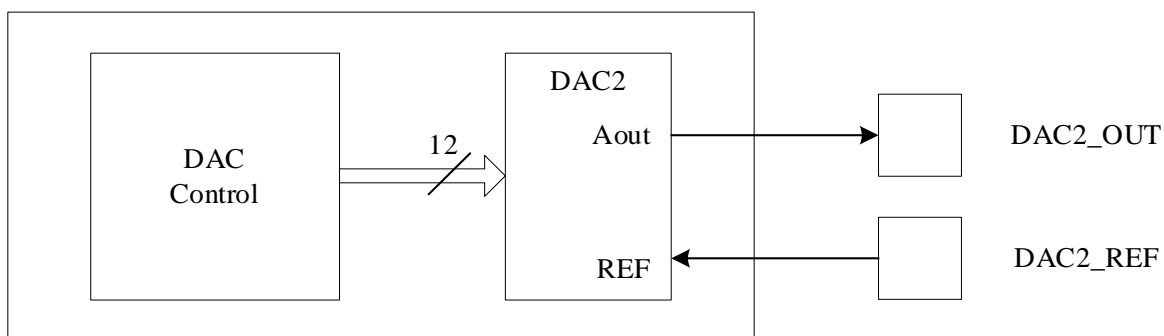 DAC
Control
12
DAC2
Aout
REF
DAC2_OUT
DAC2_REF